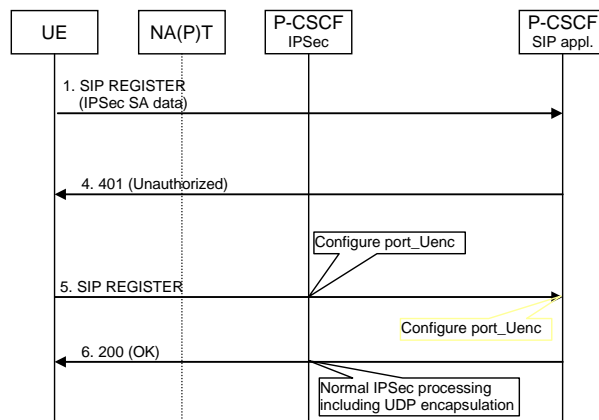 UE
NA(P)T
P-CSCF
IPSec
P-CSCF
SIP appl.
1. SIP REGISTER
(IPSec SA data)
4. 401 (Unauthorized)
Configure port_Uenc
5. SIP REGISTER
Configure port_Uenc
6. 200 (OK)
Normal IPSec processing
including UDP encapsulation